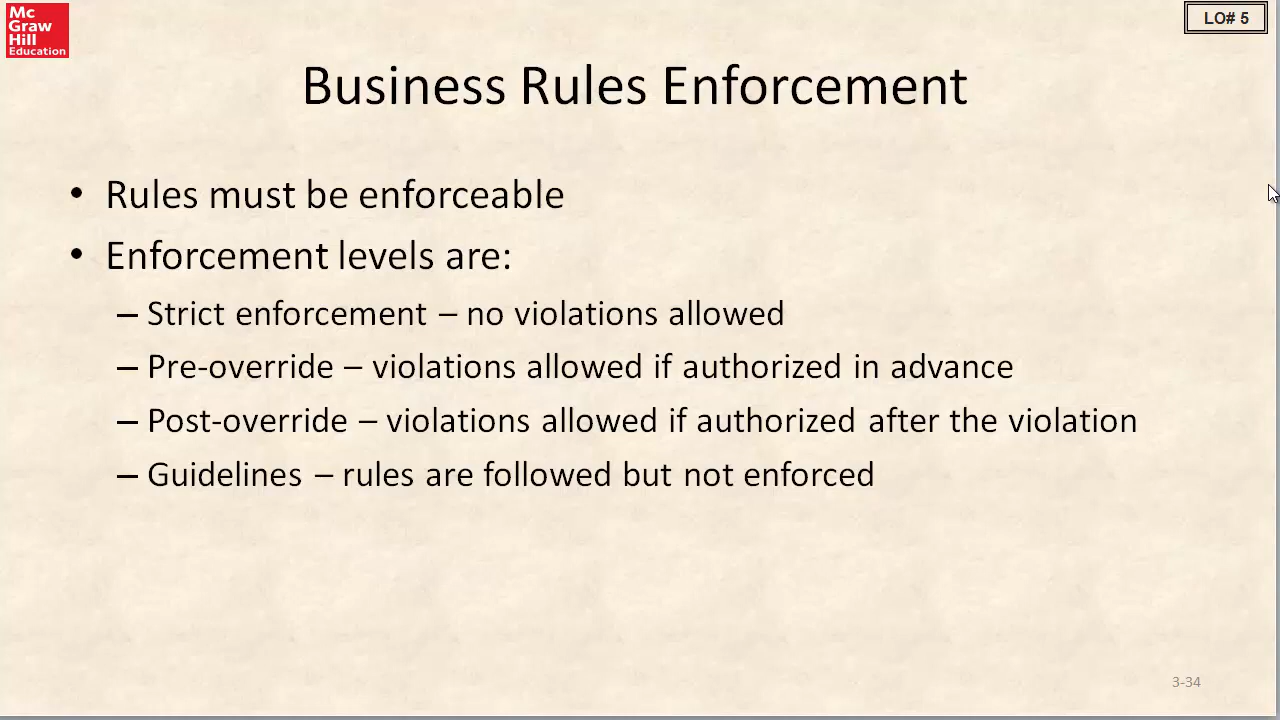 Mc
Graw
Hill
Education
LO# 5
Business Rules Enforcement
• Rules must be enforceable
• Enforcement levels are:
– Strict enforcement – no violations allowed
– Pre-override – violations allowed if authorized in advance
– Post-override – violations allowed if authorized after the violation
– Guidelines – rules are followed but not enforced
3-34